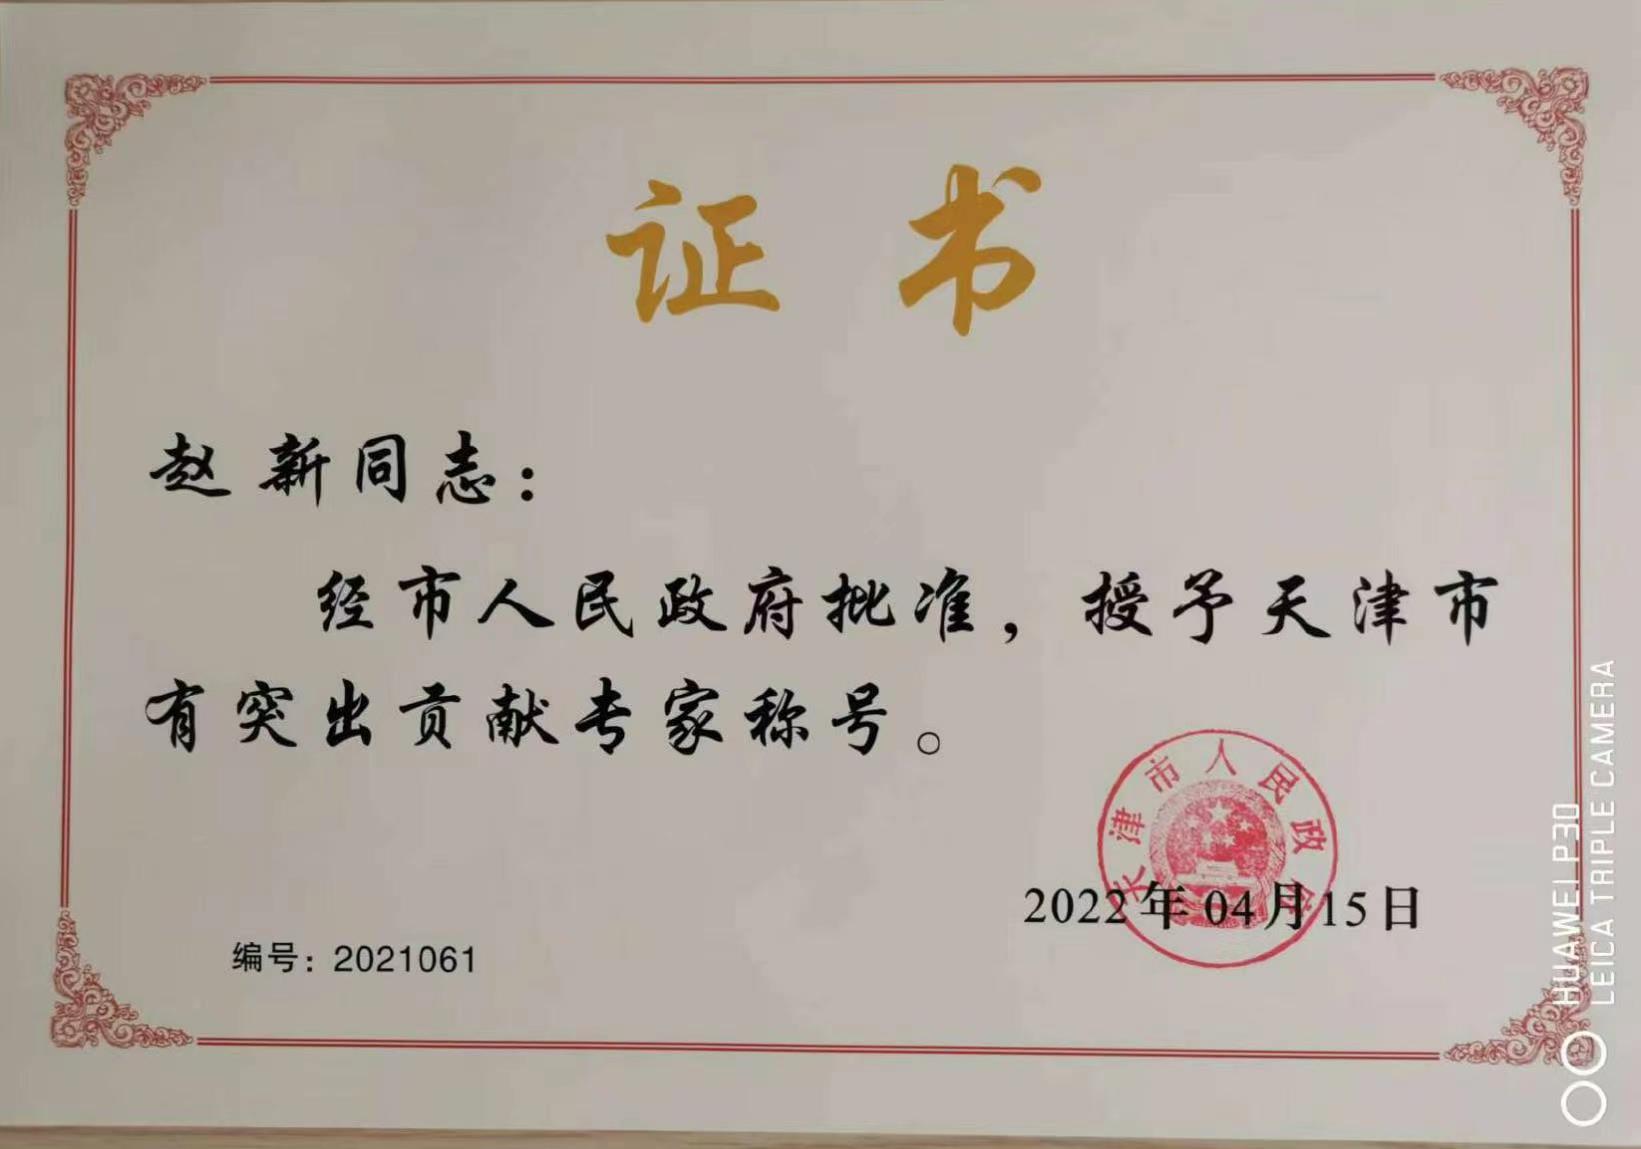 证书
赵新同志：
经市人民政府批准，授予天津市
有突出贡献专家称号。
天津市人民政府
2022年04月15日
编号：2021061
HUAWEI P30
LEICA TRIPLE CAMERA